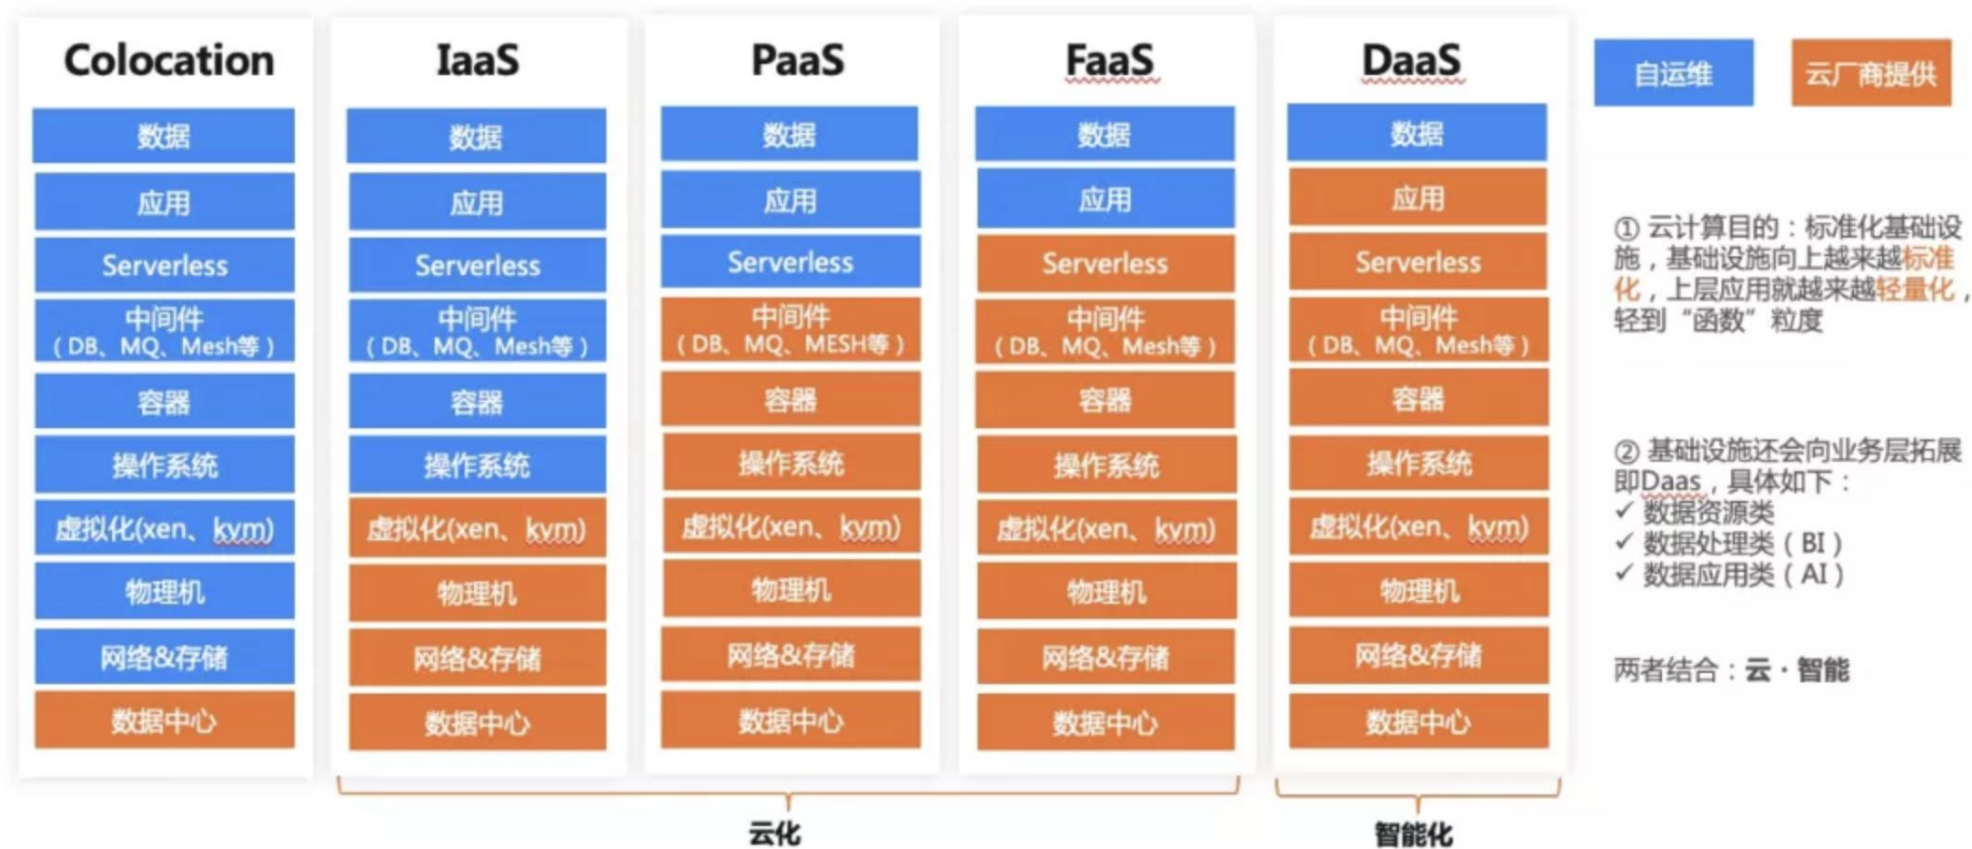 Colocation
数据
应用
Serverless
中间件
（DB、MQ、Mesh等）
容器
操作系统
虚拟化(xen、kvm)
物理机
网络&存储
数据中心
IaaS
数据
应用
Serverless
中间件
（DB、MQ、Mesh等）
容器
操作系统
虚拟化(xen、kvm)
物理机
网络&存储
数据中心
PaaS
数据
应用
Serverless
中间件
（DB、MQ、MESH等）
容器
操作系统
虚拟化(xen、kvm)
物理机
网络&存储
数据中心
FaaS
数据
应用
Serverless
中间件
（DB、MQ、Mesh等）
容器
操作系统
虚拟化(xen、kvm)
物理机
网络&存储
数据中心
DaaS
数据
应用
Serverless
中间件
（DB、MQ、Mesh等）
容器
操作系统
虚拟化(xen、kvm)
物理机
网络&存储
数据中心
云化
智能化
自运维
云厂商提供
① 云计算目的：标准化基础设
施，基础设施向上越来越标准
化，上层应用就越来越轻量化，
轻到“函数”粒度
② 基础设施还会向业务层拓展
即Daas，具体如下：
✓ 数据资源类
✓ 数据处理类（BI）
✓ 数据应用类（AI）
两者结合：云·智能